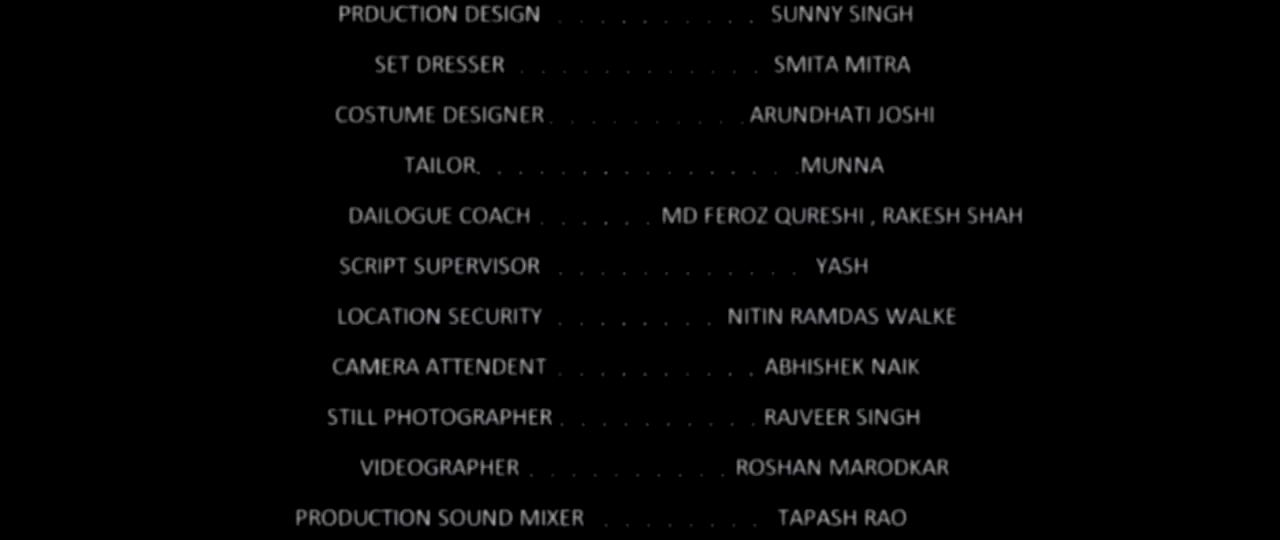 PRDUCTION DESIGN . . . . . . . . . . SUNNY SINGH
SET DRESSER . . . . . . . . . . . . SMITA MITRA
COSTUME DESIGNER . . . . . . . . . . ARUNDHATI JOSHI
TAILOR. . . . . . . . . . . . . . . .MUNNA
DAILOGUE COACH . . . . . . MD FEROZ QURESHI , RAKESH SHAH
SCRIPT SUPERVISOR . . . . . . . . . . . . YASH
LOCATION SECURITY . . . . . . . . NITIN RAMDAS WALKE
CAMERA ATTENDENT . . . . . . . . . . ABHISHEK NAIK
STILL PHOTOGRAPHER . . . . . . . . . . RAJVEER SINGH
VIDEOGRAPHER . . . . . . . . . . ROSHAN MARODKAR
PRODUCTION SOUND MIXER . . . . . . . . TAPASH RAO